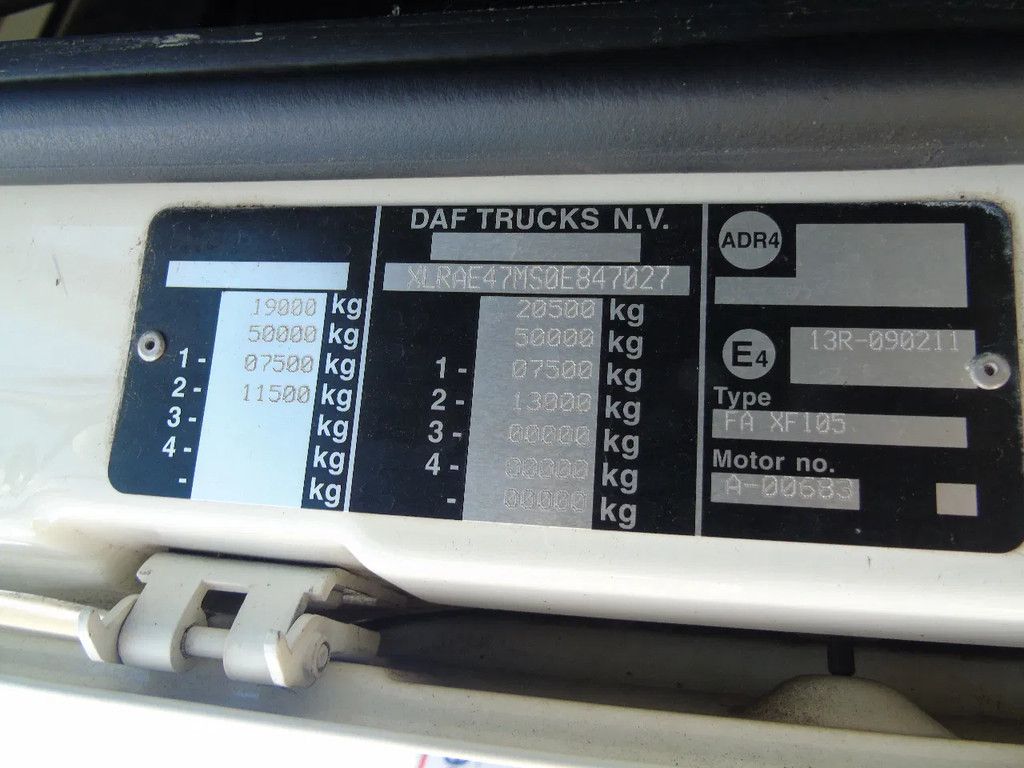 19000 kg
50000 kg
1- 07500 kg
2- 11500 kg
3- kg
4- kg
- kg
DAF TRUCKS N.V.
XLRAE47MS0E847027
20500 kg
50000 kg
1- 07500 kg
2- 13000 kg
3- 00000 kg
4- 00000 kg
- 00000 kg
ADR4
E4 13R-090211
Type
FA XF105
Motor no.
A-00683